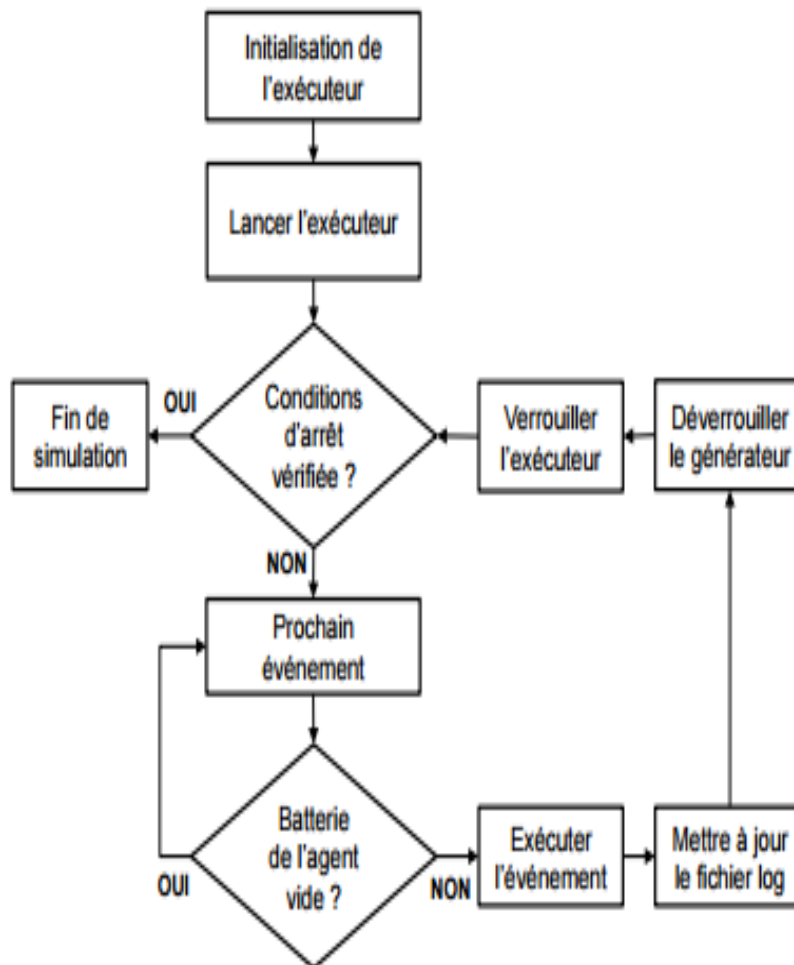 Initialisation de
l'exécuteur
Lancer l'exécuteur
Conditions
d'arrêt
vérifiée ?
OUI
Fin de
simulation
Verrouiller
l'exécuteur
Déverrouiller
le générateur
NON
Prochain
événement
Batterie
de l'agent
vide ?
OUI
NON
Exécuter
l'événement
Mettre à jour
le fichier log